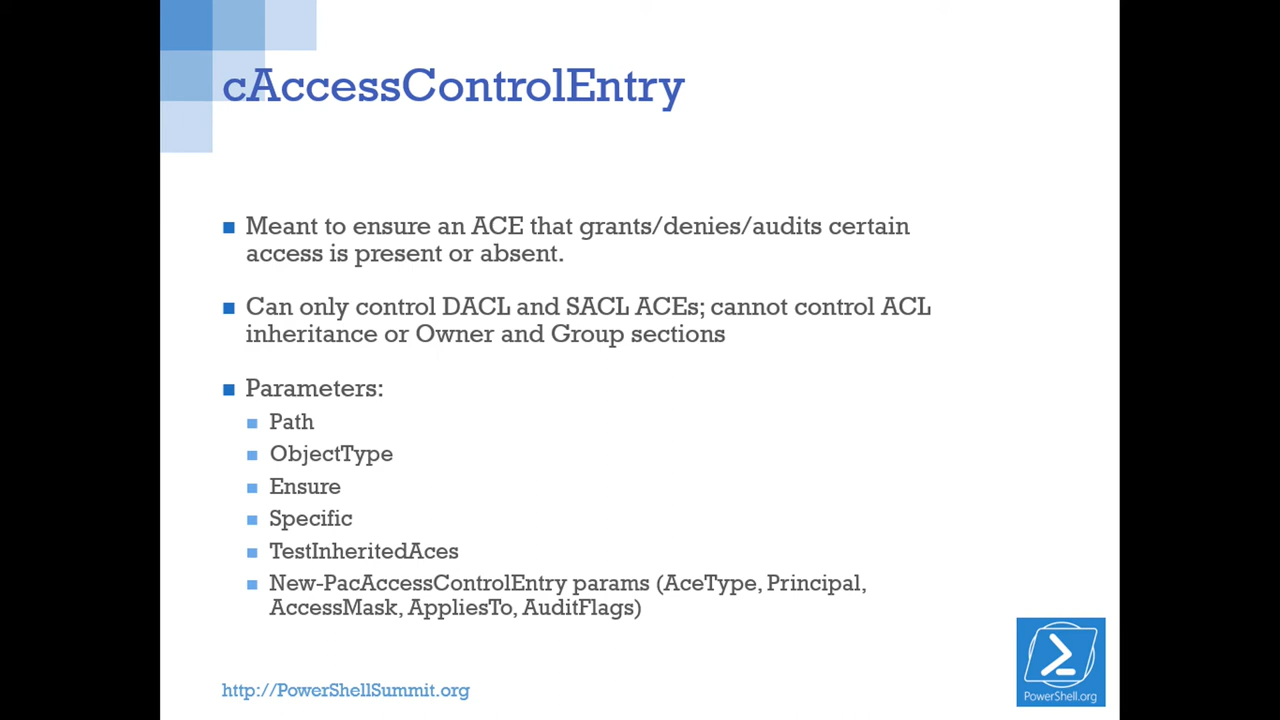 cAccessControlEntry
Meant to ensure an ACE that grants/denies/audits certain
access is present or absent.
Can only control DACL and SACL ACEs; cannot control ACL
inheritance or Owner and Group sections
Parameters:
Path
ObjectType
Ensure
Specific
TestInheritedAces
New-PacAccessControlEntry params (AceType, Principal,
AccessMask, AppliesTo, AuditFlags)
http://PowerShellSummit.org
PowerShell.org